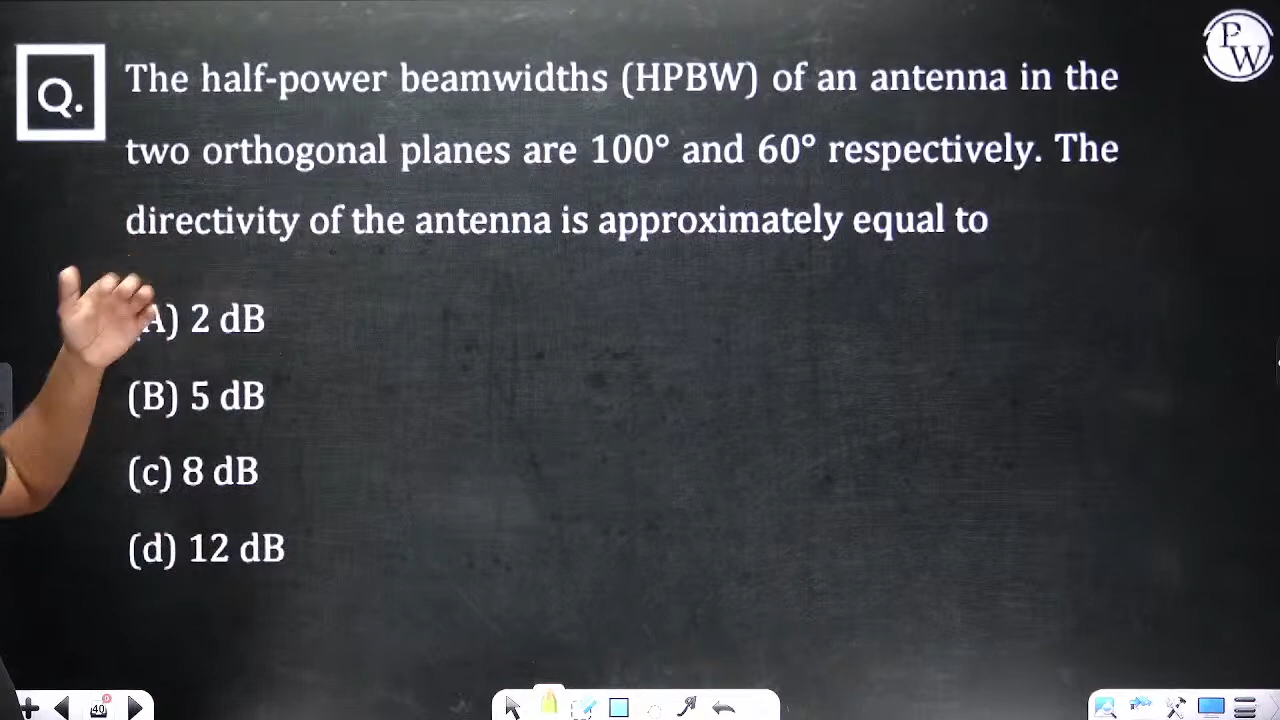 PW
Q.
The half-power beamwidths (HPBW) of an antenna in the
two orthogonal planes are 100° and 60° respectively. The
directivity of the antenna is approximately equal to
A) 2 dB
(B) 5 dB
(c) 8 dB
(d) 12 dB
40